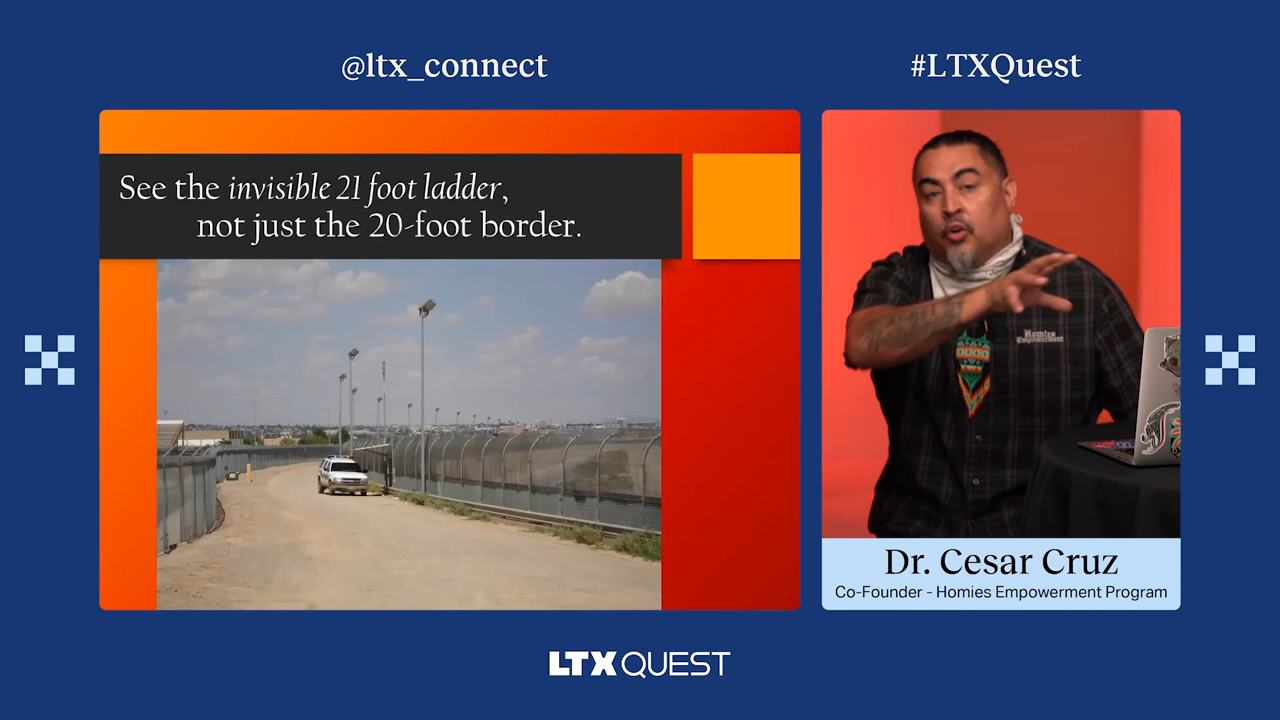 @ltx_connect
#LTXQuest
See the invisible 21 foot ladder,
not just the 20-foot border.
Homies
Empowerment
Dr. Cesar Cruz
Co-Founder - Homies Empowerment Program
LTX QUEST